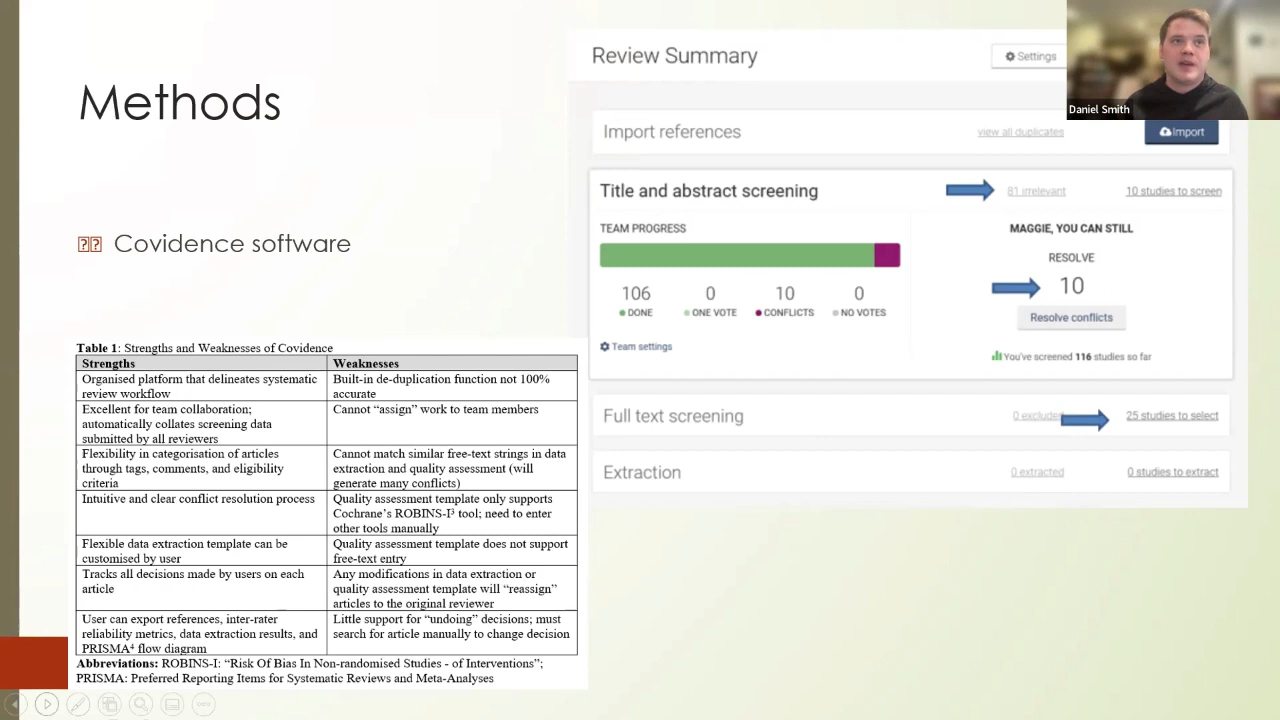 Methods
Covidence software
Review Summary
Settings
Daniel Smith
Import references
view all duplicates
Import
Title and abstract screening
81 irrelevant
10 studies to screen
TEAM PROGRESS
106
DONE
0
ONE VOTE
10
CONFLICTS
0
NO VOTES
Team settings
MAGGIE, YOU CAN STILL
RESOLVE
10
Resolve conflicts
You've screened 116 studies so far
Full text screening
0 excluded
25 studies to select
Extraction
0 extracted
0 studies to extract
Table 1: Strengths and Weaknesses of Covidence
Strengths
Weaknesses
Organised platform that delineates systematic
review workflow
Built-in de-duplication function not 100%
accurate
Excellent for team collaboration;
automatically collates screening data
submitted by all reviewers
Cannot “assign” work to team members
Flexibility in categorisation of articles
through tags, comments, and eligibility
criteria
Cannot match similar free-text strings in data
extraction and quality assessment (will
generate many conflicts)
Intuitive and clear conflict resolution process
Quality assessment template only supports
Cochrane’s ROBINS-I³ tool; need to enter
other tools manually
Flexible data extraction template can be
customised by user
Quality assessment template does not support
free-text entry
Tracks all decisions made by users on each
article
Any modifications in data extraction or
quality assessment template will “reassign”
articles to the original reviewer
User can export references, inter-rater
reliability metrics, data extraction results, and
PRISMA⁴ flow diagram
Little support for “undoing” decisions; must
search for article manually to change decision
Abbreviations: ROBINS-I: “Risk Of Bias In Non-randomised Studies - of Interventions”;
PRISMA: Preferred Reporting Items for Systematic Reviews and Meta-Analyses